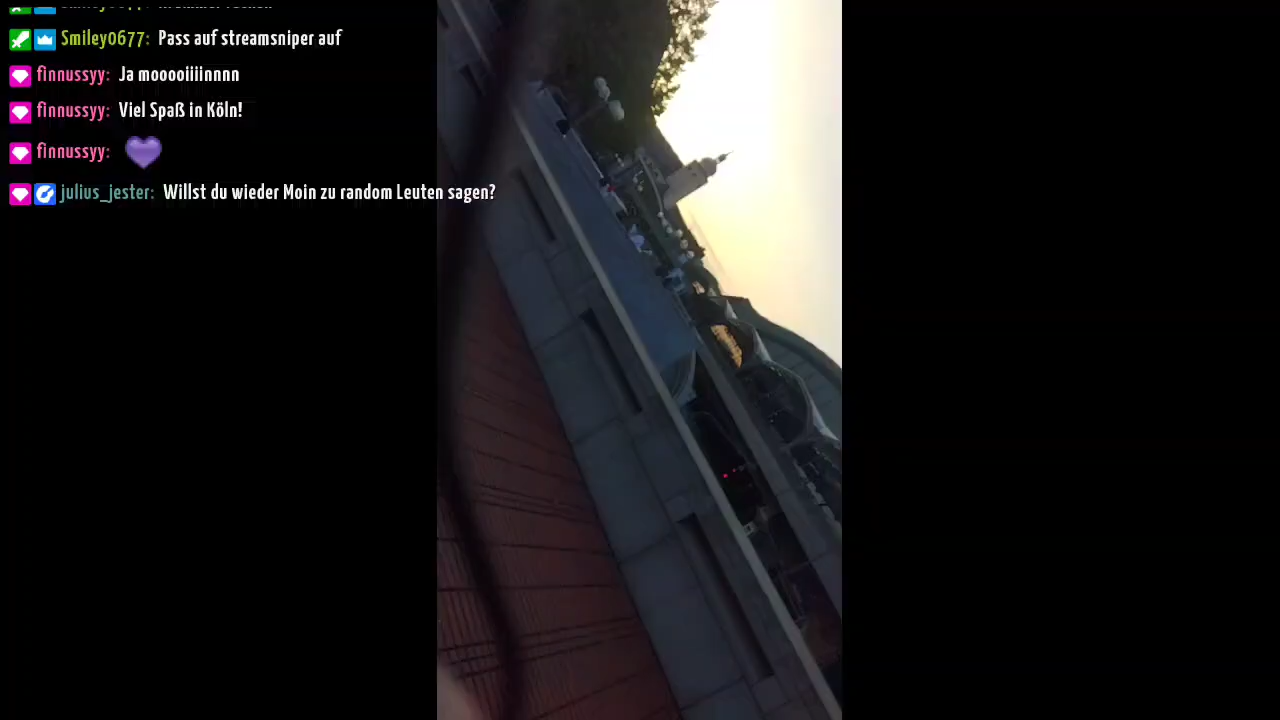 Smiley0677: Pass auf streamsniper auf
finnussyy: Ja mooooiiiinnnn
finnussyy: Viel Spaß in Köln!
finnussyy:
julius_jester: Willst du wieder Moin zu random Leuten sagen?